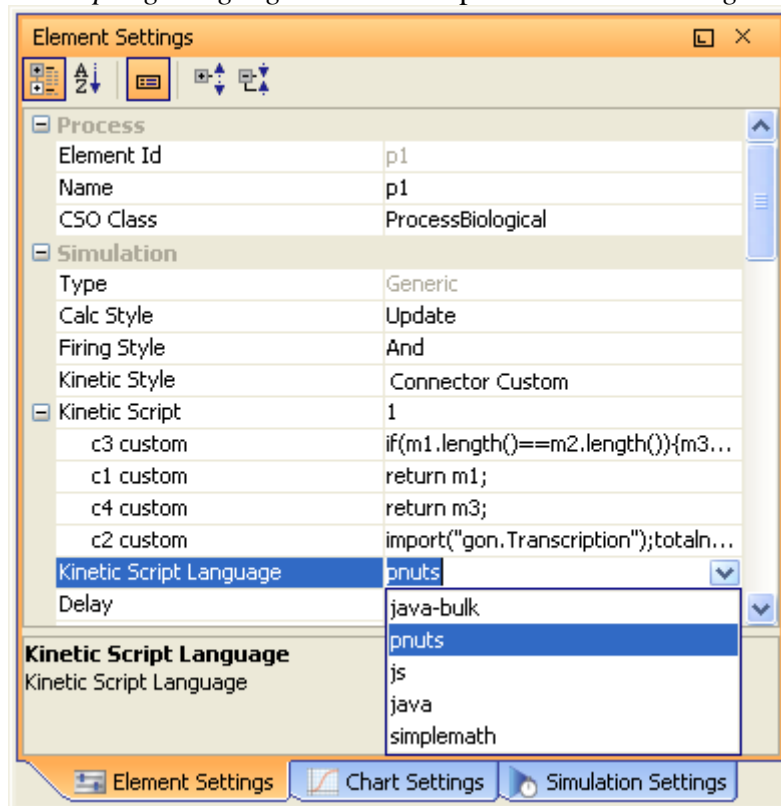 Element Settings
Process
Element Id p1
Name p1
CSO Class ProcessBiological
Simulation
Type Generic
Calc Style Update
Firing Style And
Kinetic Style Connector Custom
Kinetic Script 1
c3 custom if(m1.length()==m2.length()){m3...
c1 custom return m1;
c4 custom return m3;
c2 custom import("gon.Transcription");totaln...
Kinetic Script Language pnuts
Delay java-bulk
pnuts
js
java
simplemath
Kinetic Script Language
Kinetic Script Language
Element Settings Chart Settings Simulation Settings